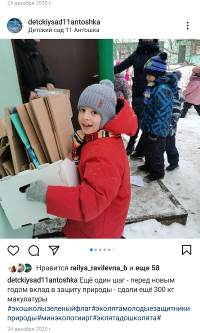 24 декабря 2020 г.
detckiysad11antoshka
Детский сад 11 Антошка
Нравится railya_ravilevna_b и еще 58
detckiysad11antoshka Ещё один шаг - перед новым
годом вклад в защиту природы - сдали ещё 300 кг
макулатуры
#экошколызеленыйфлаг#эколятамолодыезащитники
природы#минэкологиирт#эклятадошколята#
24 декабря 2020 г.